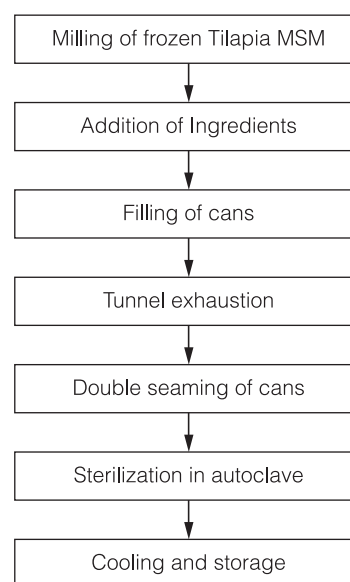 Milling of frozen Tilapia MSM
Addition of Ingredients
Filling of cans
Tunnel exhaustion
Double seaming of cans
Sterilization in autoclave
Cooling and storage